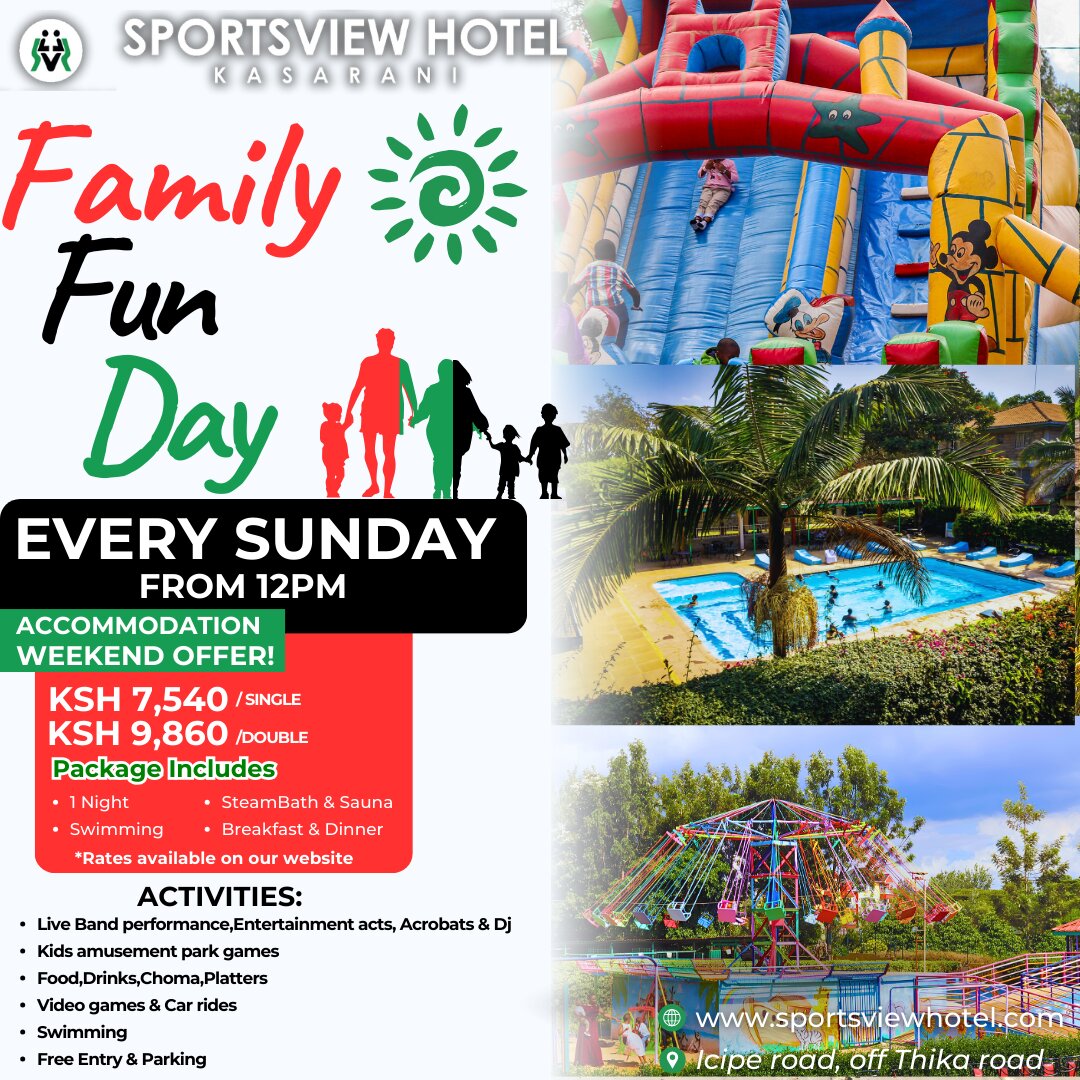 SPORTSVIEW HOTEL
KASARANI
Family
Fun
Day
EVERY SUNDAY
FROM 12PM
ACCOMMODATION
WEEKEND OFFER!
KSH 7,540 / SINGLE
KSH 9,860 /DOUBLE
Package Includes
• 1 Night
• Swimming
• SteamBath & Sauna
• Breakfast & Dinner
*Rates available on our website
ACTIVITIES:
• Live Band performance,Entertainment acts, Acrobats & Dj
• Kids amusement park games
• Food,Drinks,Choma,Platters
• Video games & Car rides
• Swimming
• Free Entry & Parking
www.sportsviewhotel.com
Icipe road, off Thika road